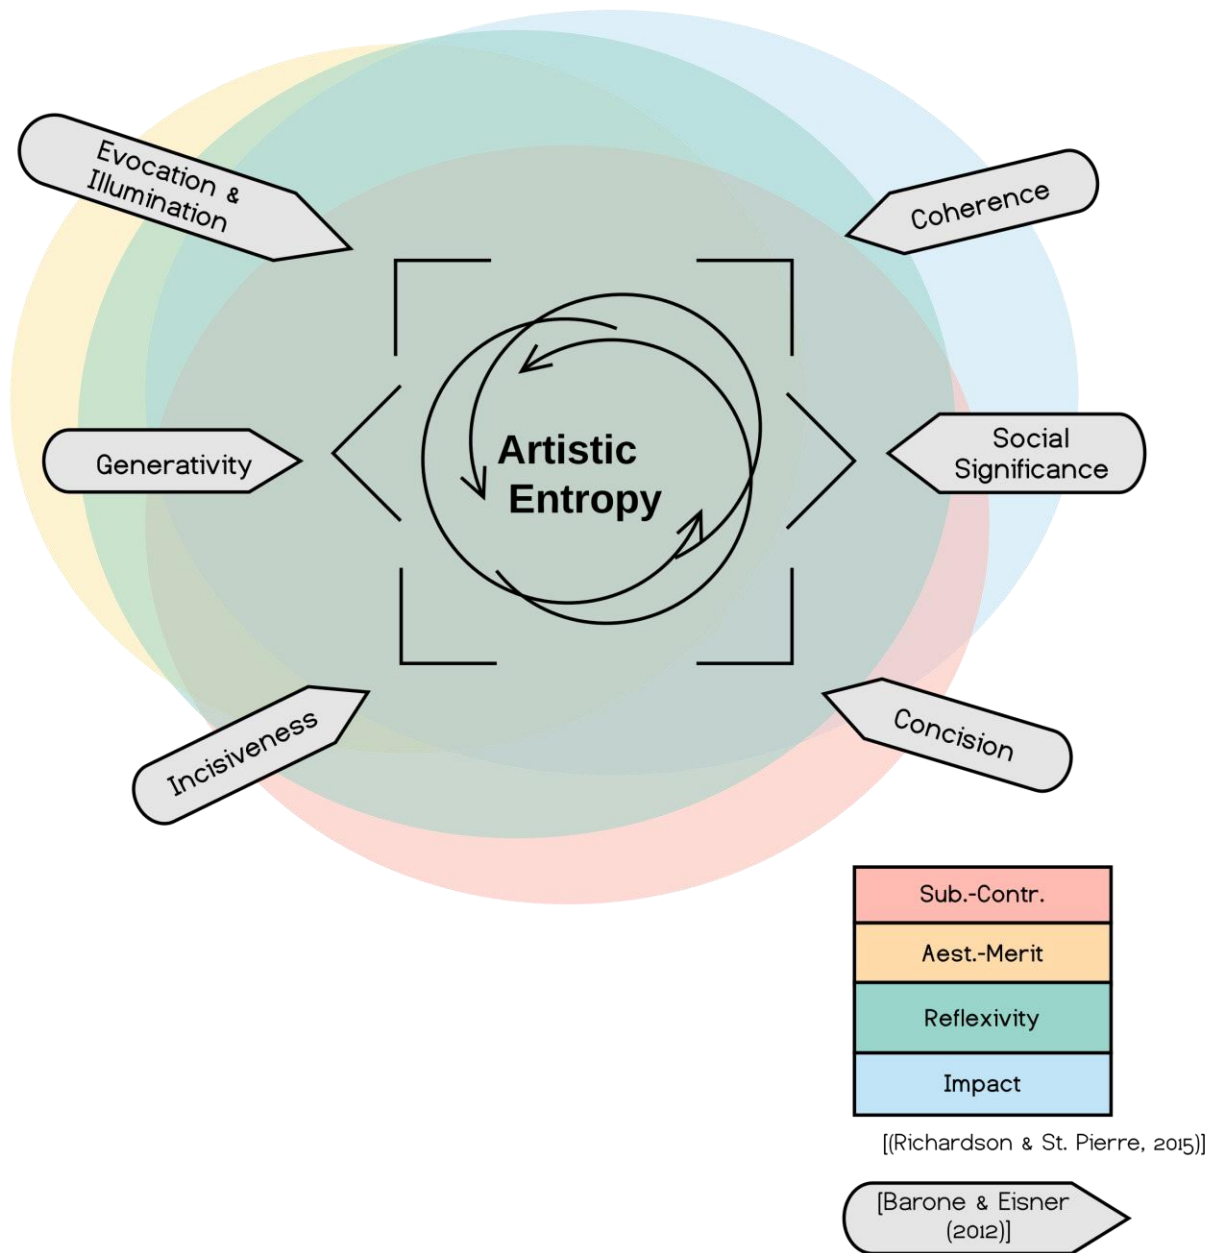 Evocation &
Illumination
Coherence
Generativity
Artistic
Entropy
Social
Significance
Incisiveness
Concision
Sub.-Contr.
Aest.-Merit
Reflexivity
Impact
[(Richardson & St. Pierre, 2015)]
[Barone & Eisner
(2012)]